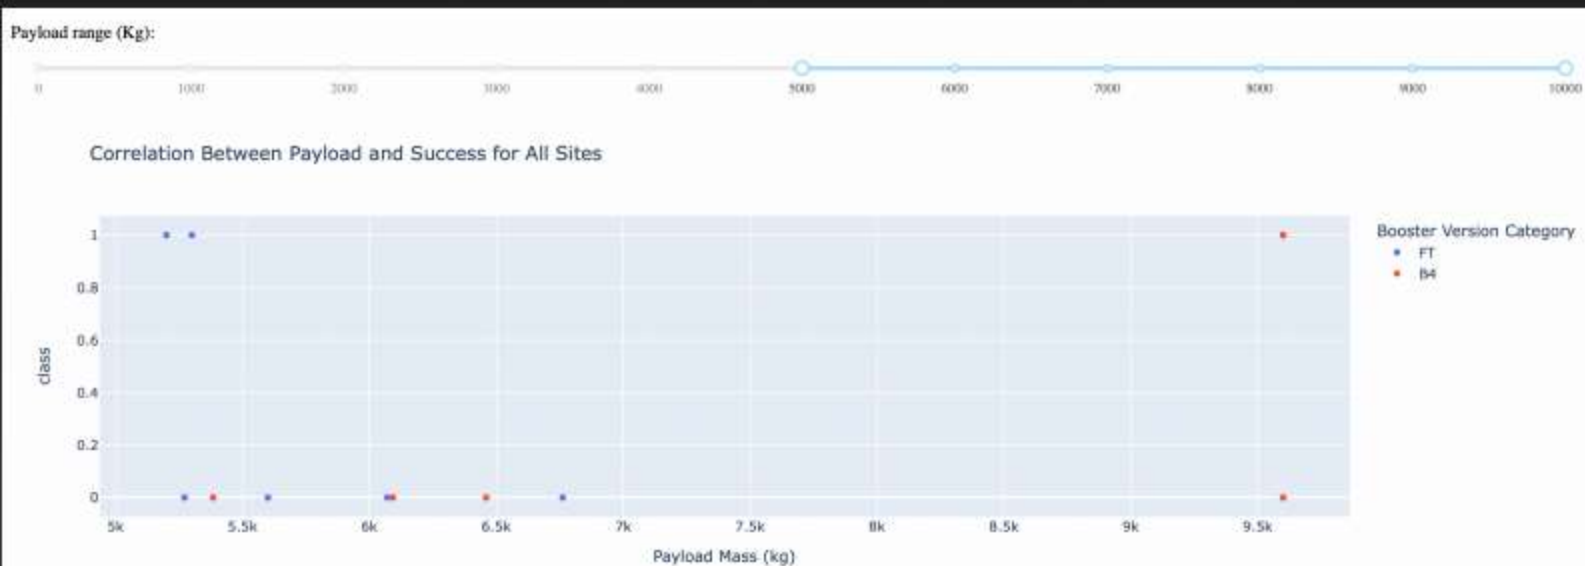 Payload range (Kg):
0 1000 2000 3000 4000 5000 6000 7000 8000 9000 10000
Correlation Between Payload and Success for All Sites
Booster Version Category
FT
B4
1
0.8
0.6
0.4
0.2
0
class
5k 5.5k 6k 6.5k 7k 7.5k 8k 8.5k 9k 9.5k
Payload Mass (kg)